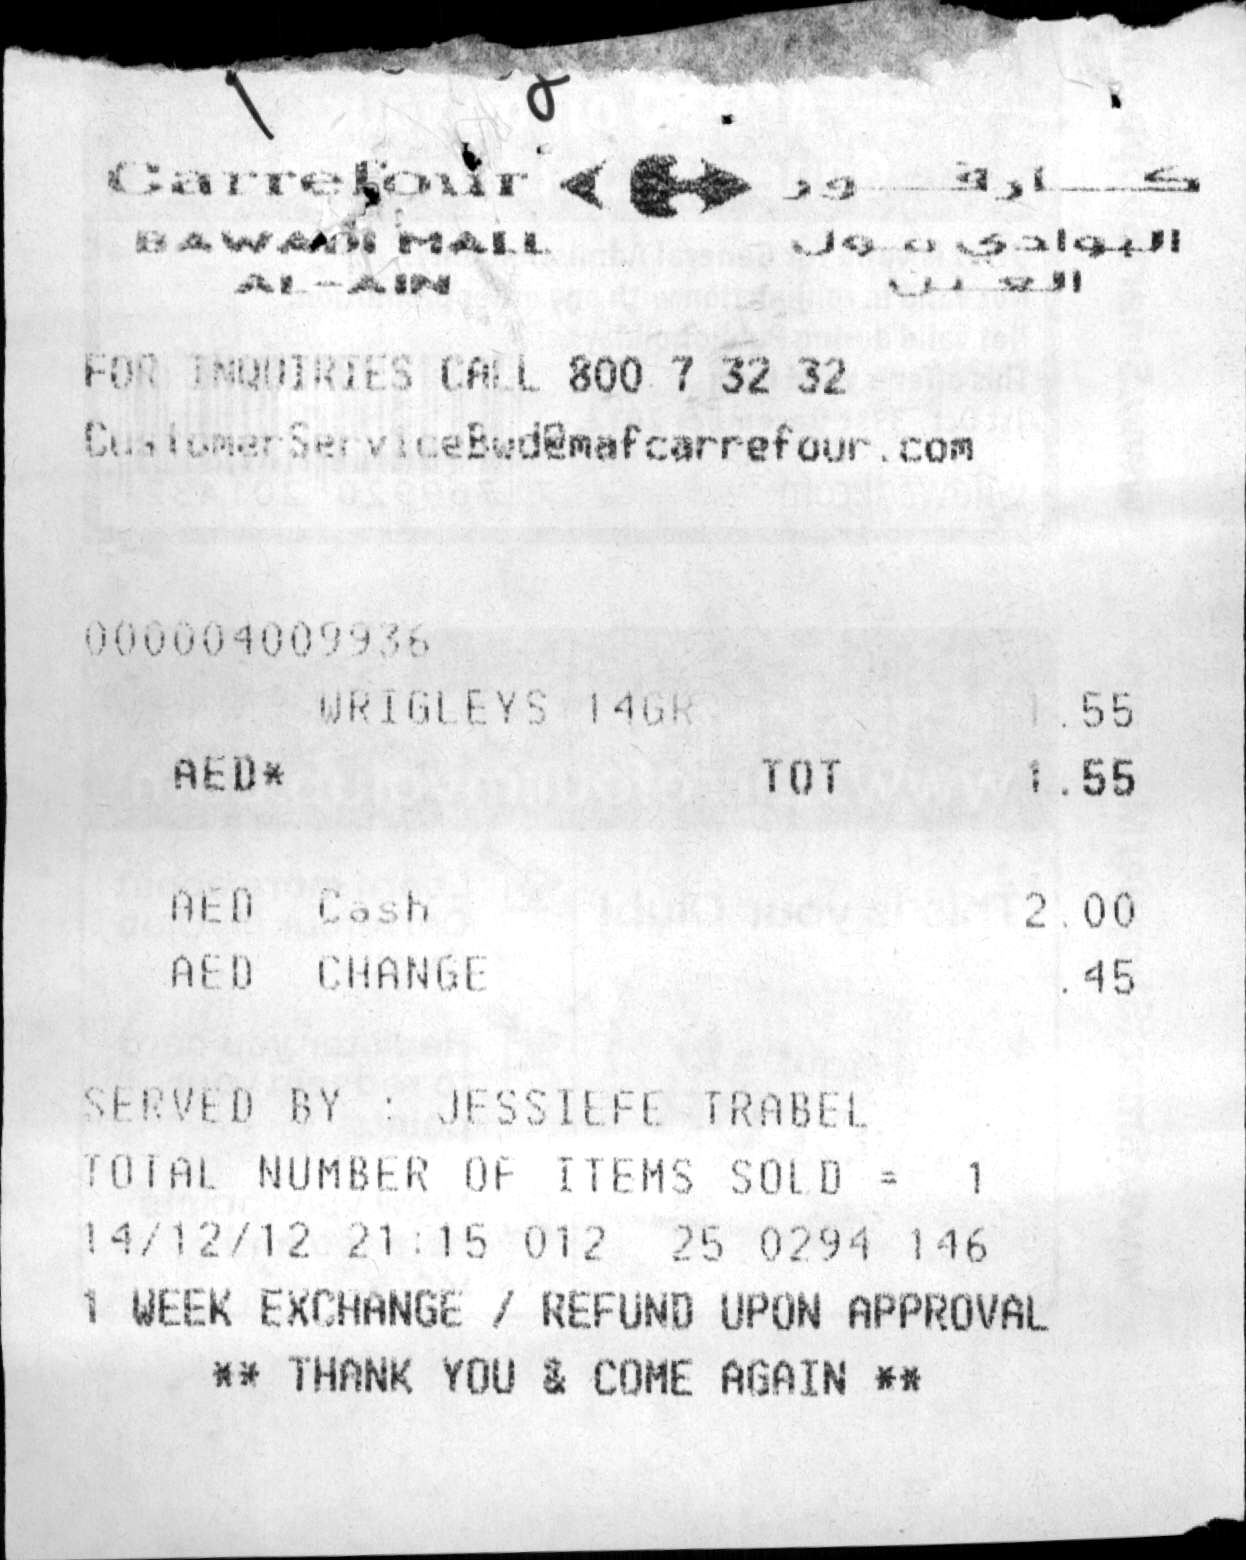 Carrefour كـارفـور
BAWADI MALL البوادي مول
AL-AIN العـين
FOR INQUIRIES CALL 800 7 32 32
CustomerServiceBwd@mafcarrefour.com
000004009936
WRIGLEYS 14GR 1.55
AED* TOT 1.55
AED Cash 2.00
AED CHANGE .45
SERVED BY : JESSIEFE TRABEL
TOTAL NUMBER OF ITEMS SOLD = 1
14/12/12 21:15 012 25 0294 146
1 WEEK EXCHANGE / REFUND UPON APPROVAL
** THANK YOU & COME AGAIN **